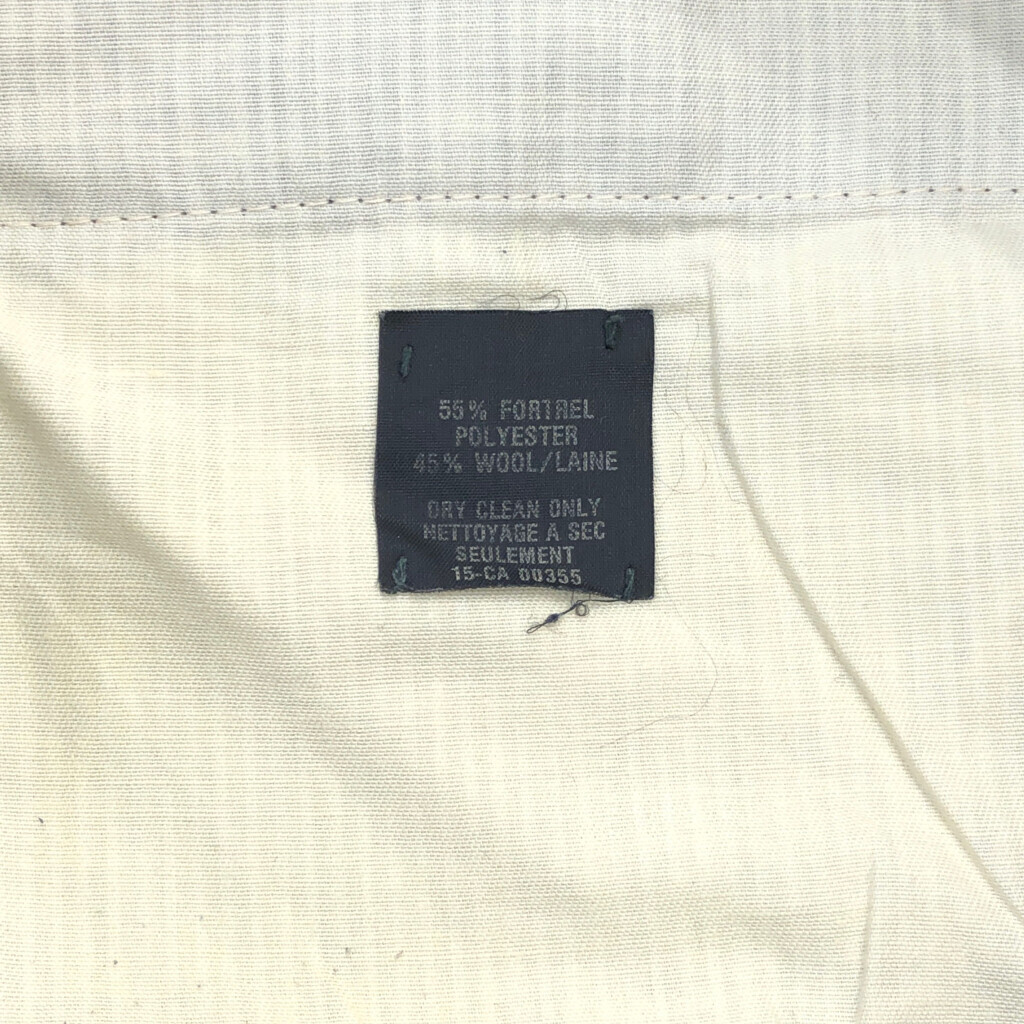 55% FORTREL
POLYESTER
45% WOOL/LAINE
DRY CLEAN ONLY
NETTOYAGE A SEC
SEULEMENT
15-CA 00355